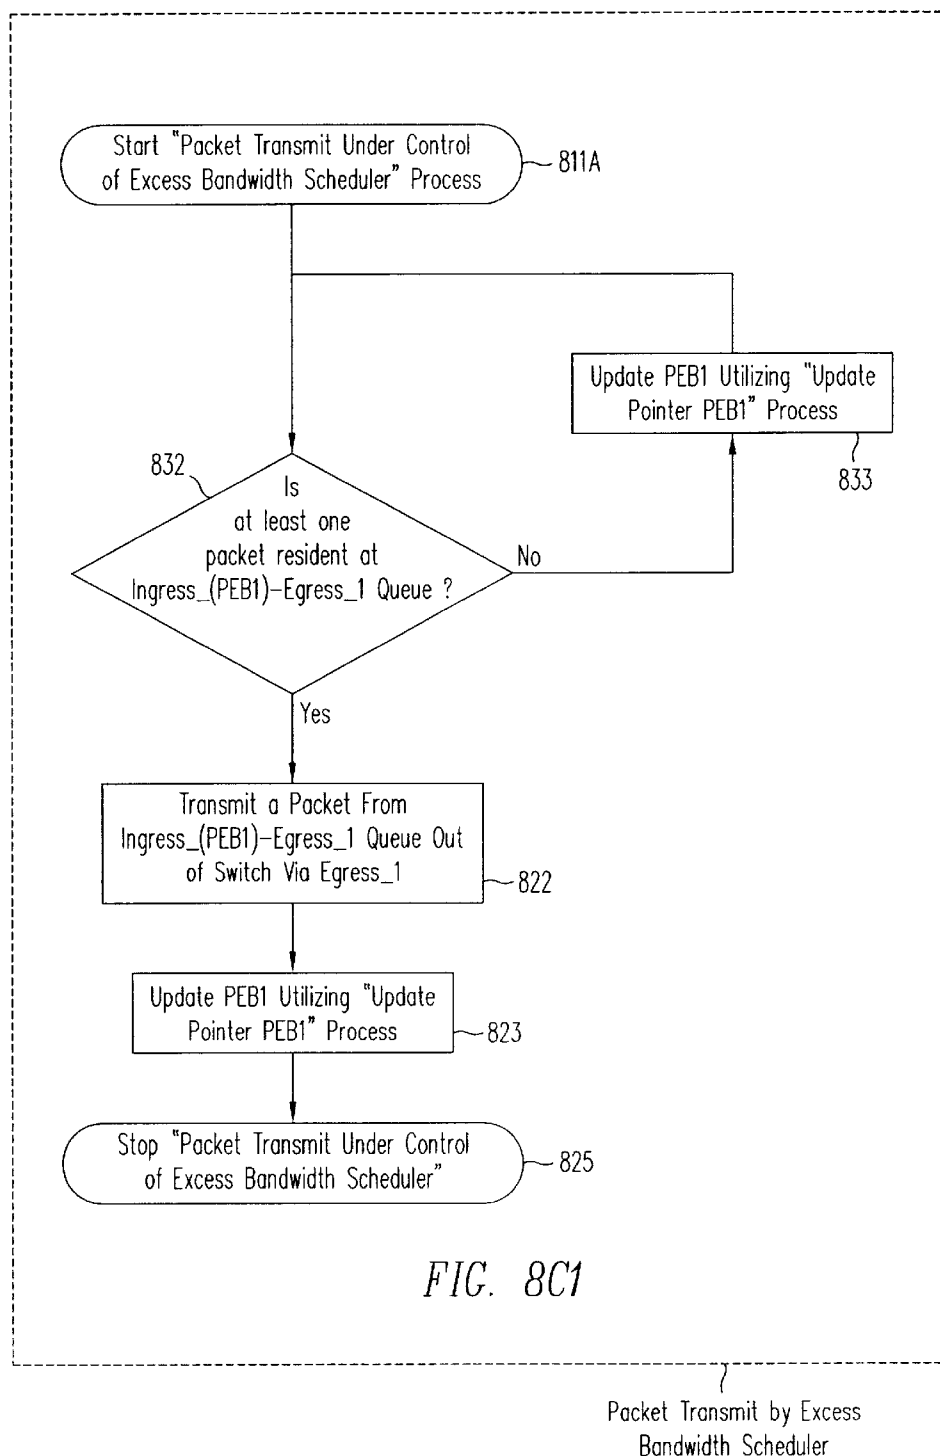 Start "Packet Transmit Under Control
of Excess Bandwidth Scheduler" Process
811A
Update PEB1 Utilizing "Update
Pointer PEB1" Process
833
832
Is
at least one
packet resident at
Ingress_(PEB1)-Egress_1 Queue ?
No
Yes
Transmit a Packet From
Ingress_(PEB1)-Egress_1 Queue Out
of Switch Via Egress_1
822
Update PEB1 Utilizing "Update
Pointer PEB1" Process
823
Stop "Packet Transmit Under Control
of Excess Bandwidth Scheduler"
825
FIG. 8C1
Packet Transmit by Excess
Bandwidth Scheduler